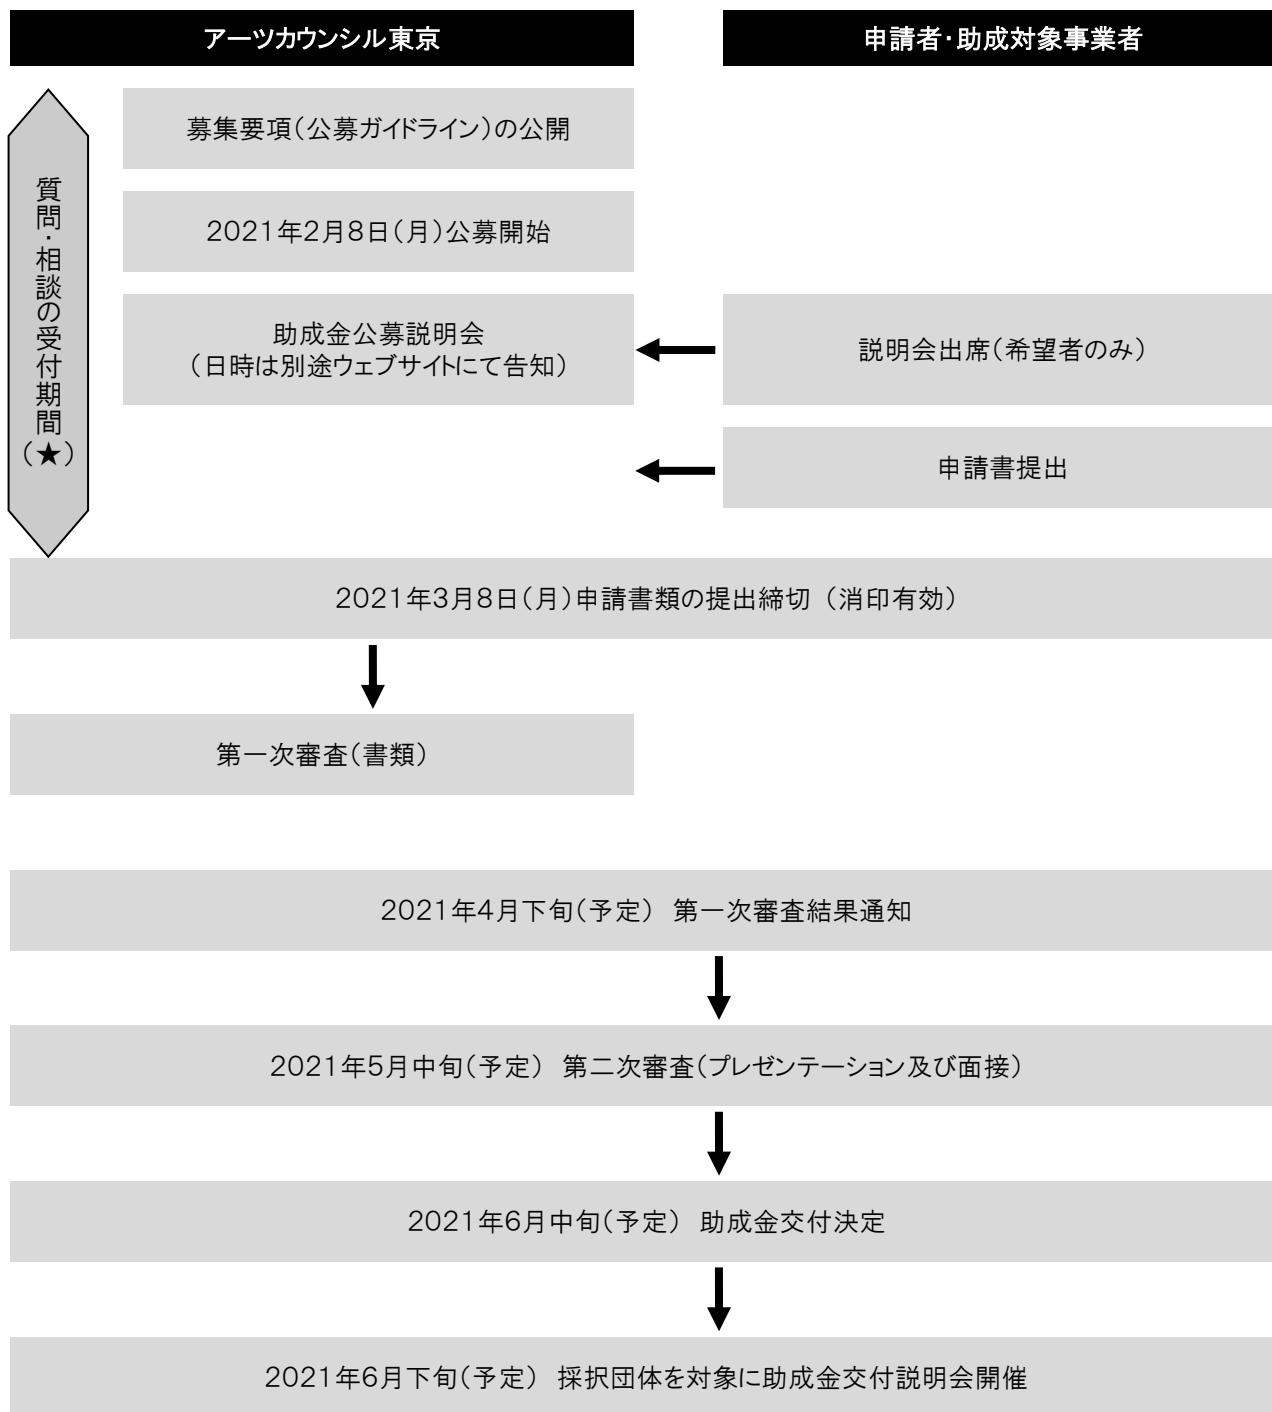 アーツカウンシル東京
申請者・助成対象事業者
質問・相談の受付期間(★)
募集要項(公募ガイドライン)の公開
2021年2月8日(月)公募開始
助成金公募説明会
(日時は別途ウェブサイトにて告知)
説明会出席(希望者のみ)
申請書提出
2021年3月8日(月)申請書類の提出締切 (消印有効)
第一次審査(書類)
2021年4月下旬(予定) 第一次審査結果通知
2021年5月中旬(予定) 第二次審査(プレゼンテーション及び面接)
2021年6月中旬(予定) 助成金交付決定
2021年6月下旬(予定) 採択団体を対象に助成金交付説明会開催